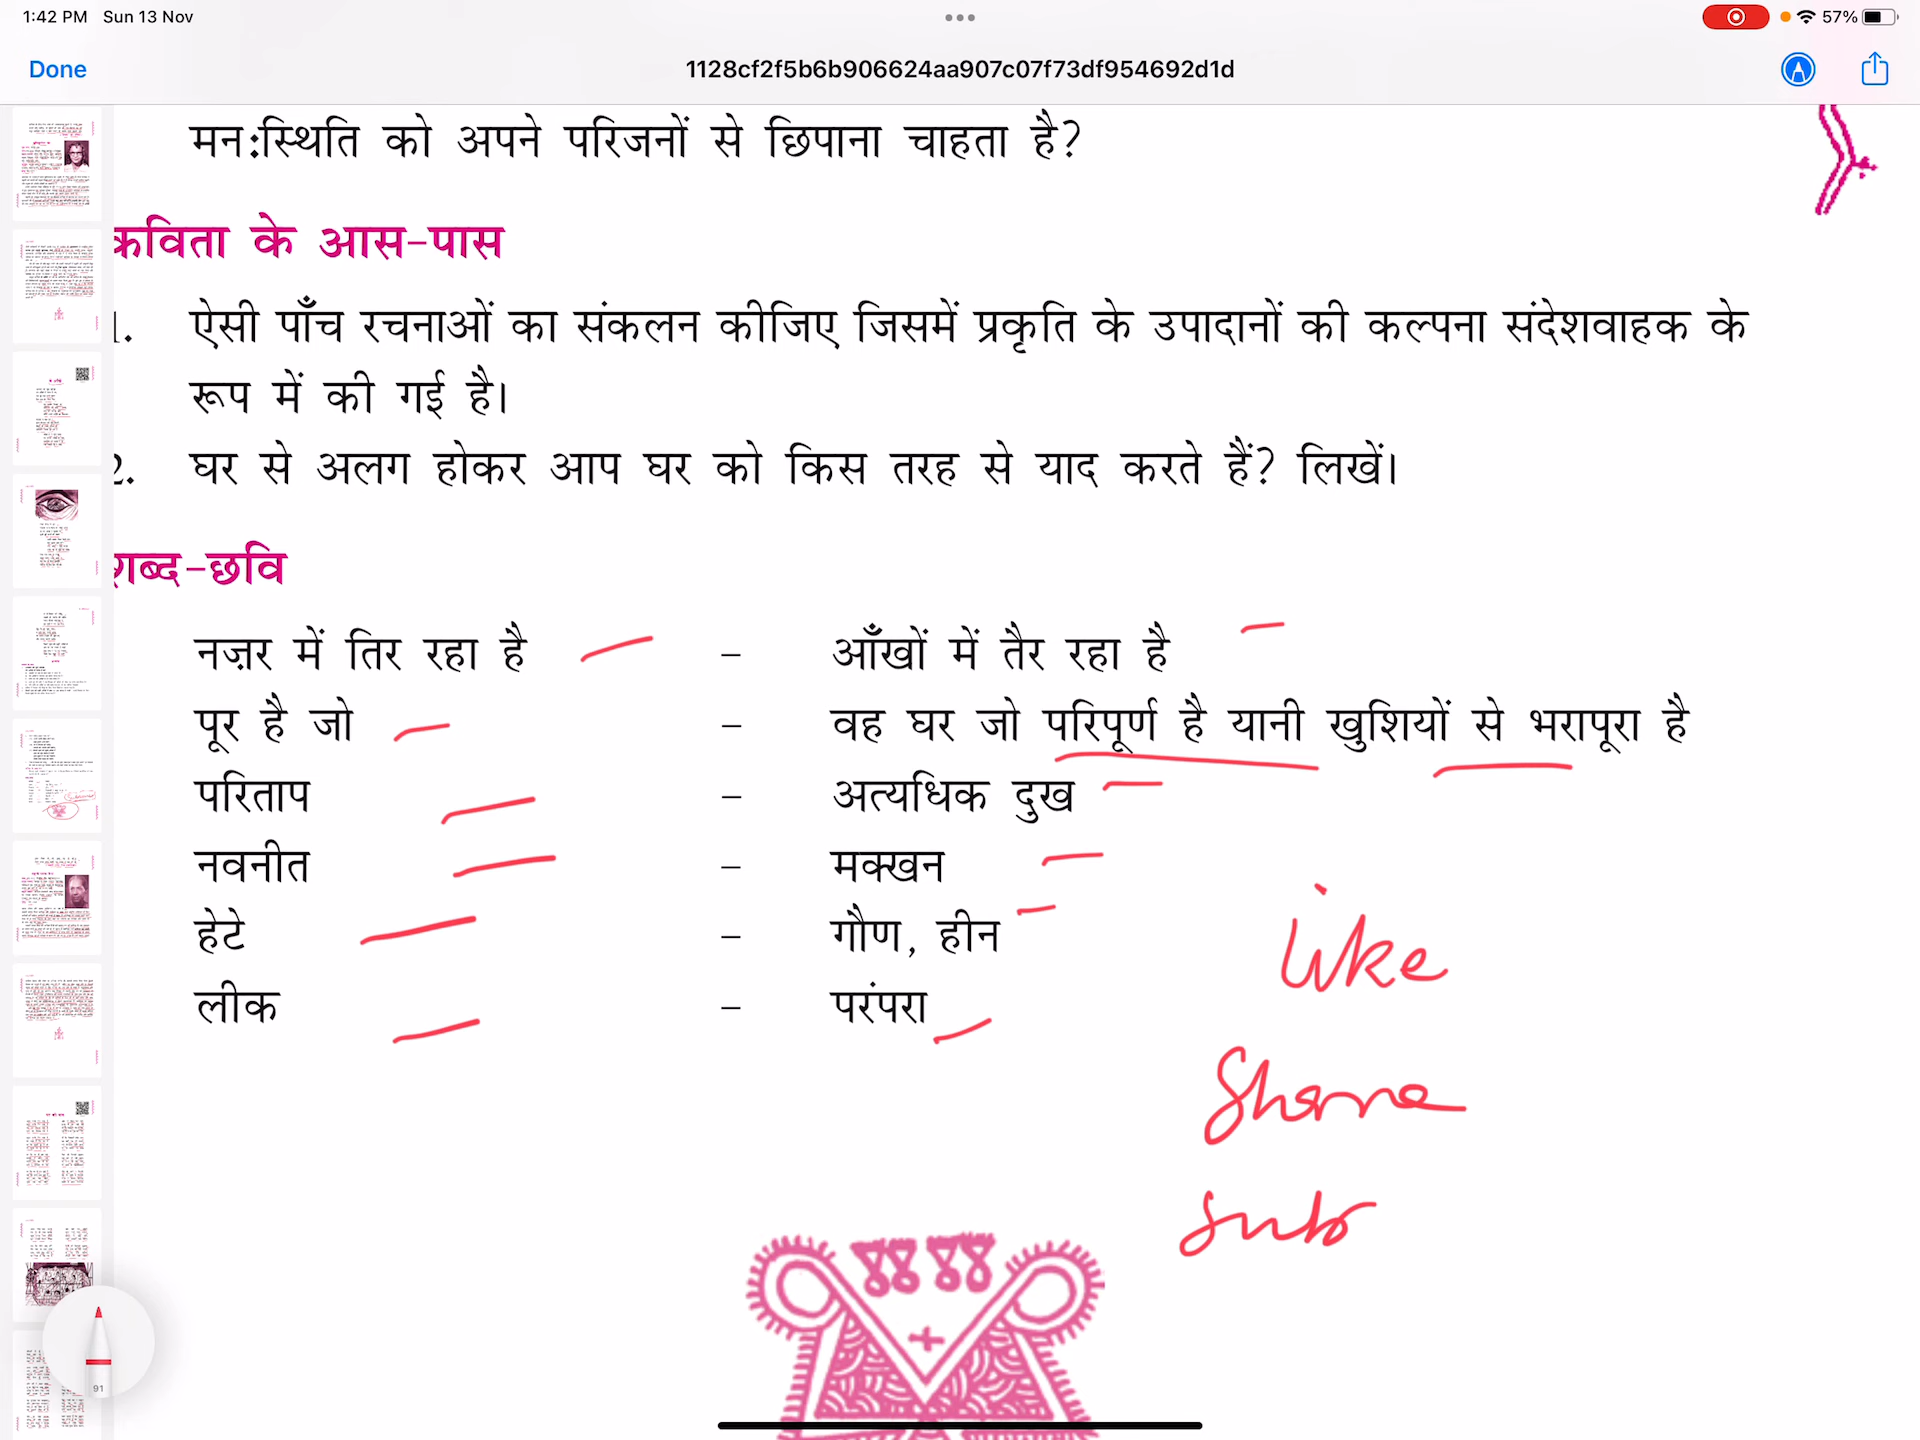 1:42 PM Sun 13 Nov
57%
Done
1128cf2f5b6b906624aa907c07f73df954692d1d
मन:स्थिति को अपने परिजनों से छिपाना चाहता है?
कविता के आस-पास
1. ऐसी पाँच रचनाओं का संकलन कीजिए जिसमें प्रकृति के उपादानों की कल्पना संदेशवाहक के
रूप में की गई है।
2. घर से अलग होकर आप घर को किस तरह से याद करते हैं? लिखें।
शब्द-छवि
नज़र में तिर रहा है – आँखों में तैर रहा है
पूर है जो – वह घर जो परिपूर्ण है यानी खुशियों से भरापूरा है
परिताप – अत्यधिक दुख
नवनीत – मक्खन
हेटे – गौण, हीन
लीक – परंपरा
like
Share
sub
91